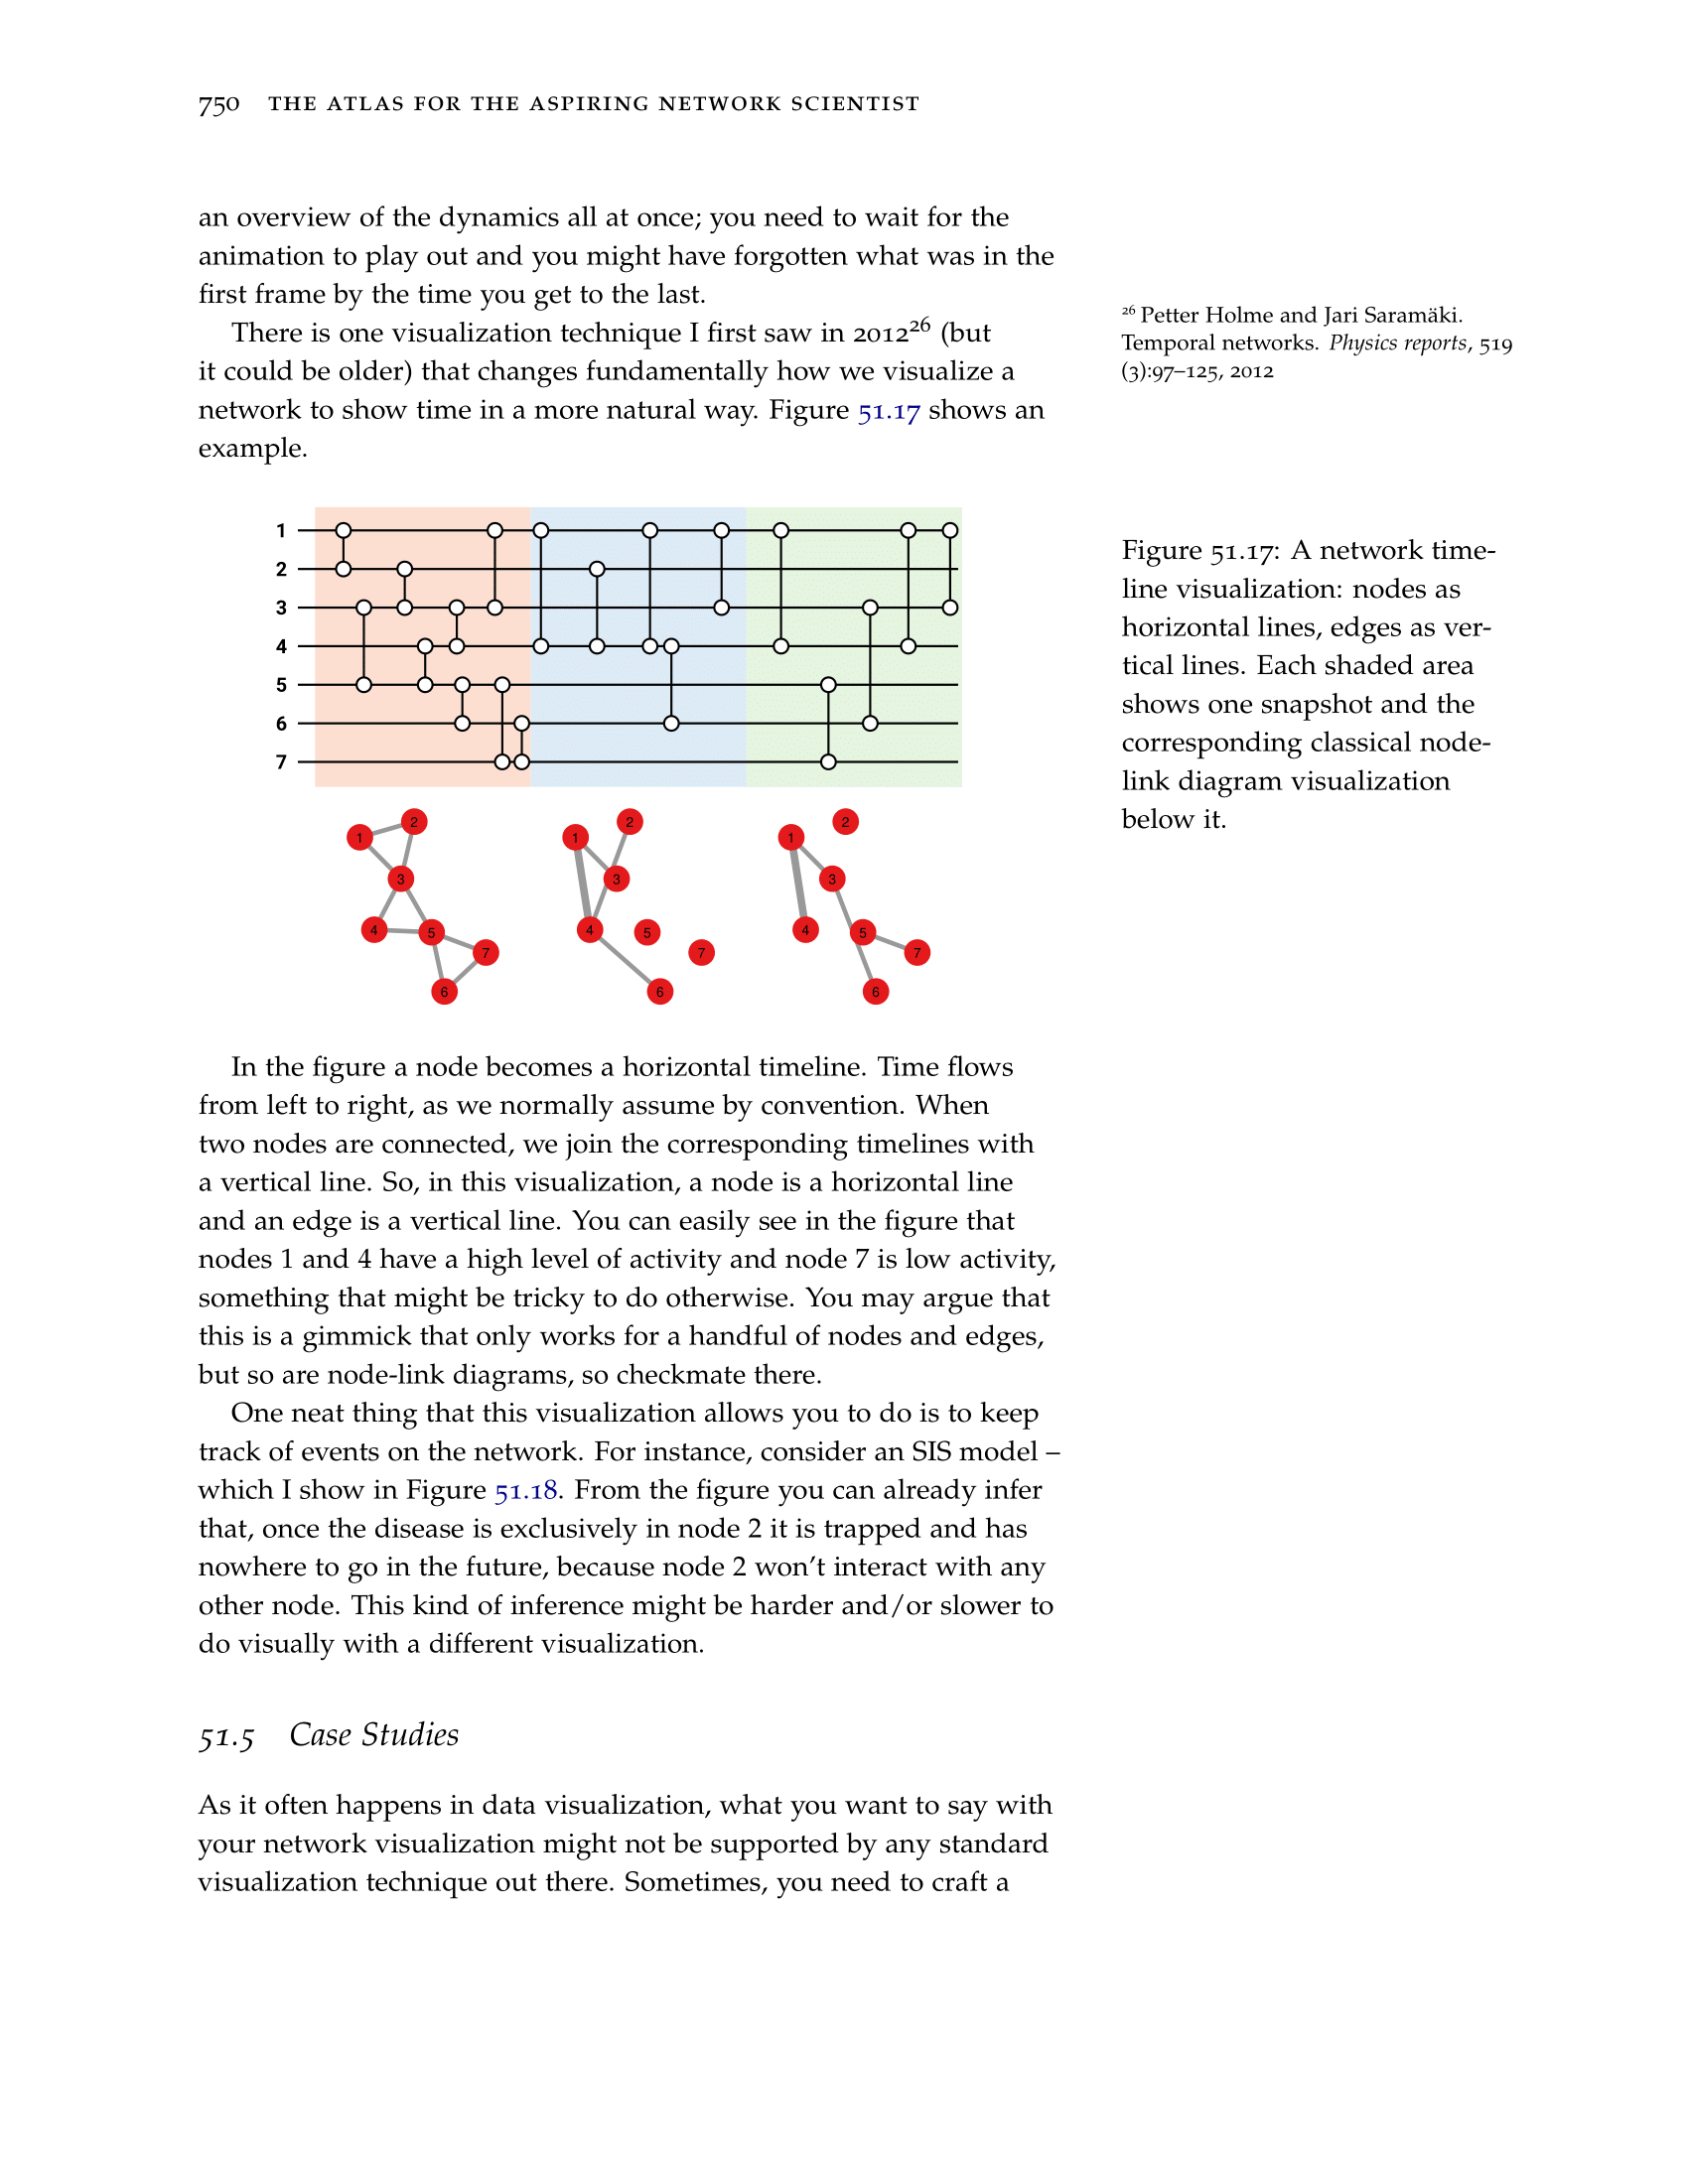 750 THE ATLAS FOR THE ASPIRING NETWORK SCIENTIST
an overview of the dynamics all at once; you need to wait for the
animation to play out and you might have forgotten what was in the
first frame by the time you get to the last.
There is one visualization technique I first saw in 2012²⁶ (but
it could be older) that changes fundamentally how we visualize a
network to show time in a more natural way. Figure 51.17 shows an
example.
²⁶ Petter Holme and Jari Saramäki.
Temporal networks. Physics reports, 519
(3):97–125, 2012
1
2
3
4
5
6
7
1 2 3 4 5 7 6
1 2 3 4 5 7 6
1 2 3 4 5 7 6
Figure 51.17: A network time-
line visualization: nodes as
horizontal lines, edges as ver-
tical lines. Each shaded area
shows one snapshot and the
corresponding classical node-
link diagram visualization
below it.
In the figure a node becomes a horizontal timeline. Time flows
from left to right, as we normally assume by convention. When
two nodes are connected, we join the corresponding timelines with
a vertical line. So, in this visualization, a node is a horizontal line
and an edge is a vertical line. You can easily see in the figure that
nodes 1 and 4 have a high level of activity and node 7 is low activity,
something that might be tricky to do otherwise. You may argue that
this is a gimmick that only works for a handful of nodes and edges,
but so are node-link diagrams, so checkmate there.
One neat thing that this visualization allows you to do is to keep
track of events on the network. For instance, consider an SIS model –
which I show in Figure 51.18. From the figure you can already infer
that, once the disease is exclusively in node 2 it is trapped and has
nowhere to go in the future, because node 2 won't interact with any
other node. This kind of inference might be harder and/or slower to
do visually with a different visualization.
51.5 Case Studies
As it often happens in data visualization, what you want to say with
your network visualization might not be supported by any standard
visualization technique out there. Sometimes, you need to craft a